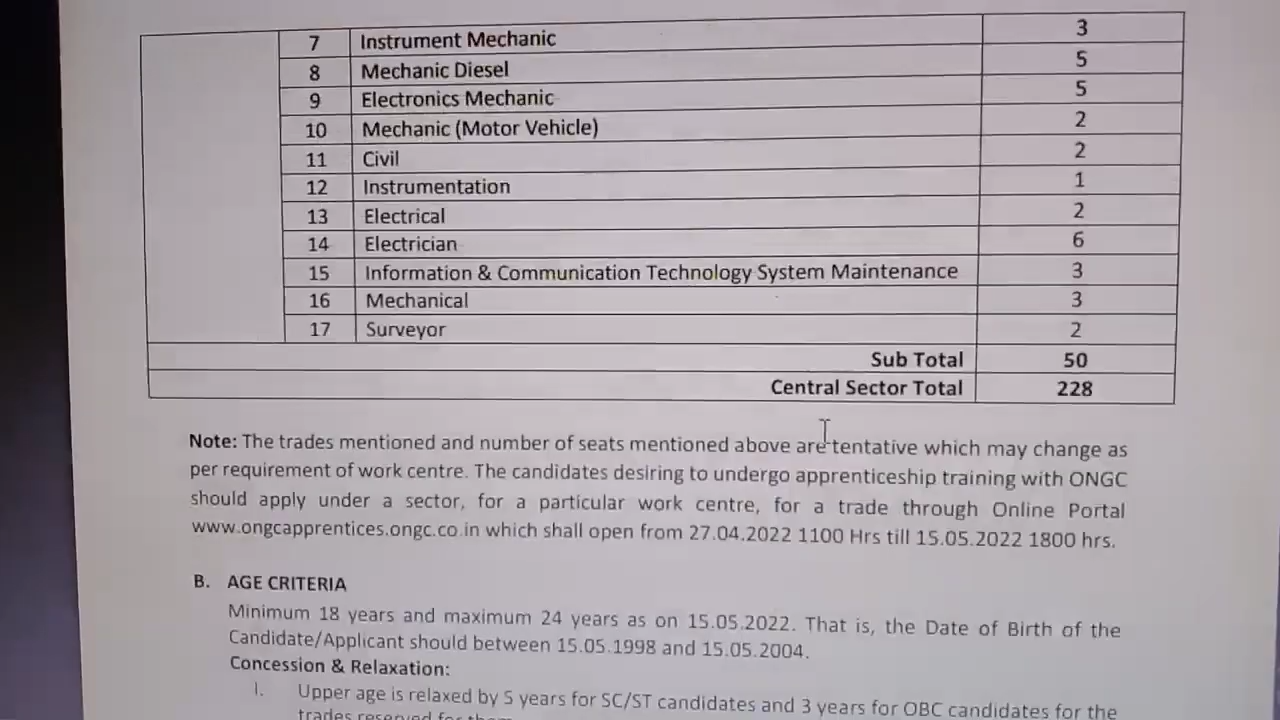 7 Instrument Mechanic 3
8 Mechanic Diesel 5
9 Electronics Mechanic 5
10 Mechanic (Motor Vehicle) 2
11 Civil 2
12 Instrumentation 1
13 Electrical 2
14 Electrician 6
15 Information & Communication Technology System Maintenance 3
16 Mechanical 3
17 Surveyor 2
Sub Total 50
Central Sector Total 228
Note: The trades mentioned and number of seats mentioned above are tentative which may change as
per requirement of work centre. The candidates desiring to undergo apprenticeship training with ONGC
should apply under a sector, for a particular work centre, for a trade through Online Portal
www.ongcapprentices.ongc.co.in which shall open from 27.04.2022 1100 Hrs till 15.05.2022 1800 hrs.
B. AGE CRITERIA
Minimum 18 years and maximum 24 years as on 15.05.2022. That is, the Date of Birth of the
Candidate/Applicant should between 15.05.1998 and 15.05.2004.
Concession & Relaxation:
I. Upper age is relaxed by 5 years for SC/ST candidates and 3 years for OBC candidates for the
trades reserved for them